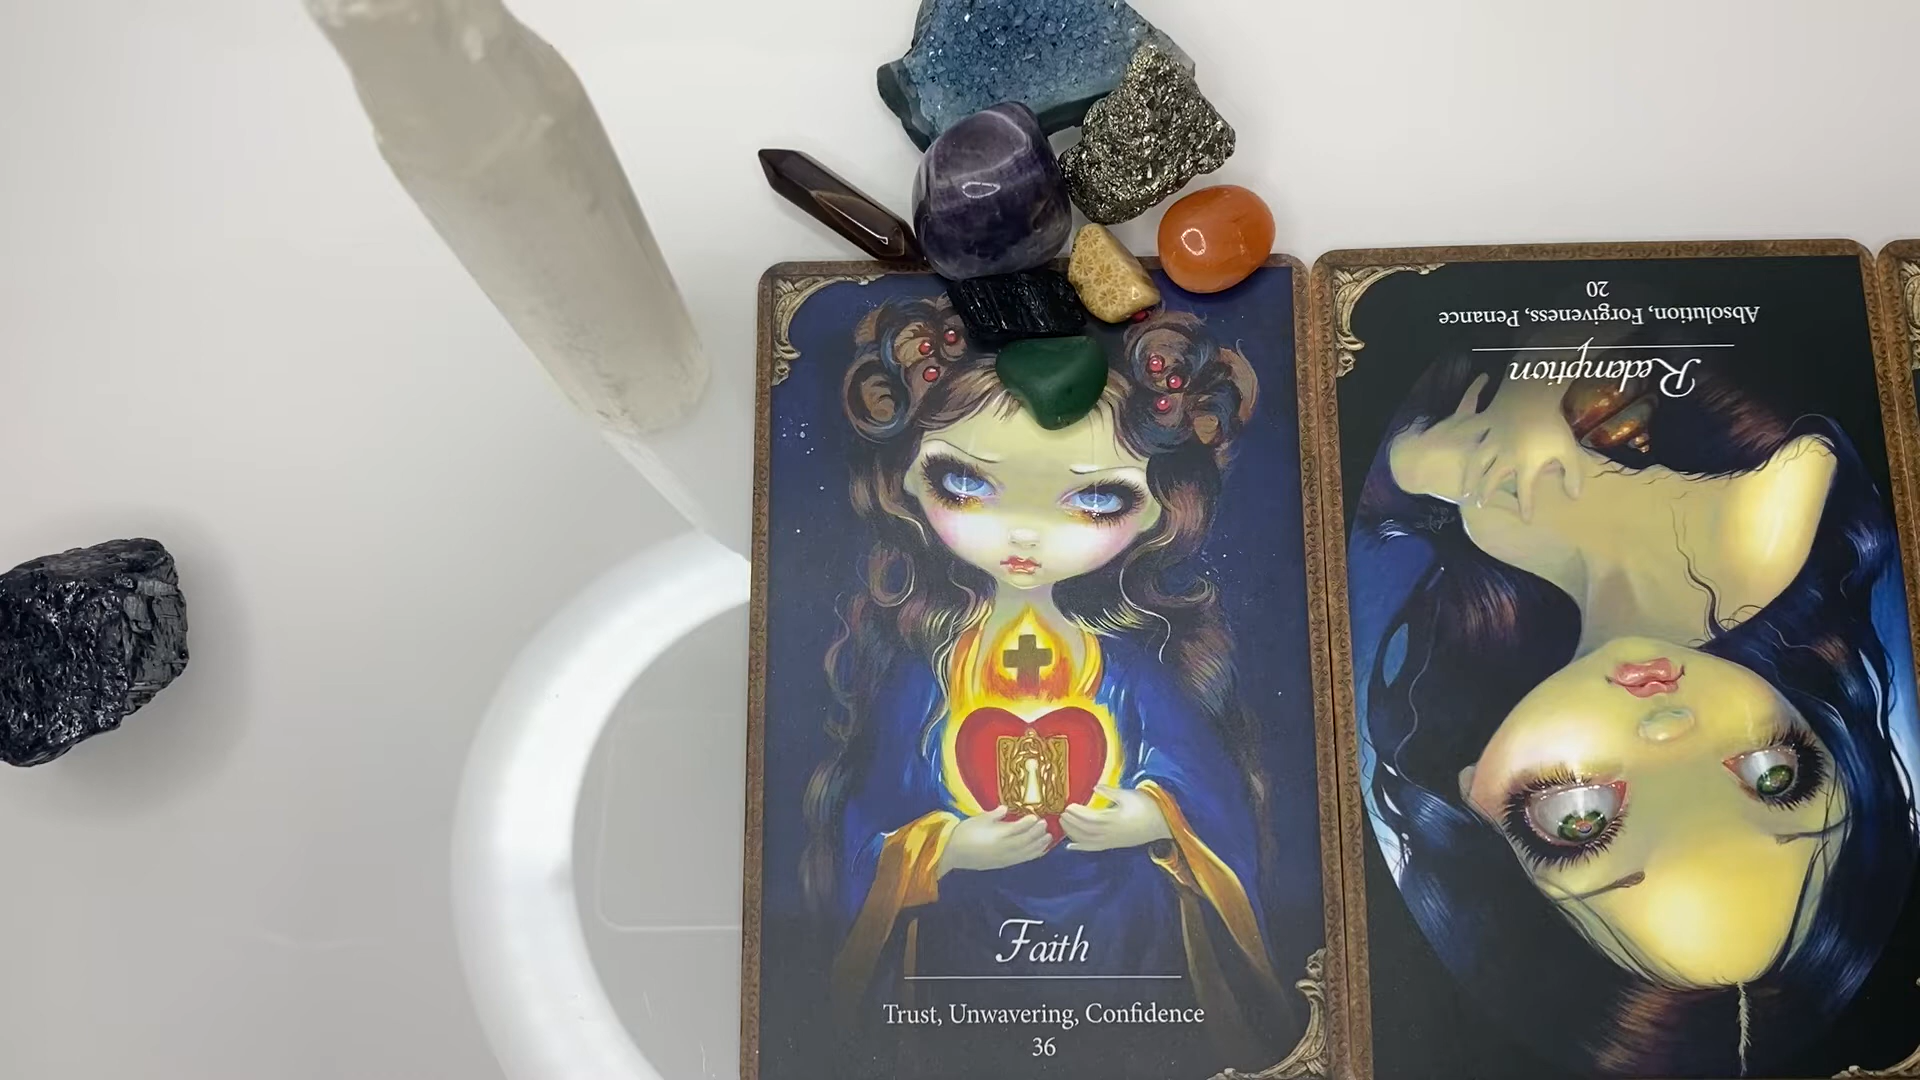 Faith
Trust, Unwavering, Confidence
36
Redemption
Absolution, Forgiveness, Penance
20